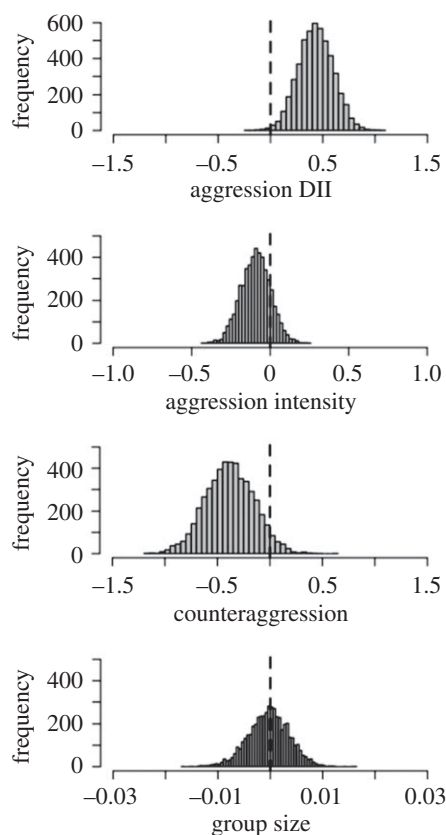 600
400
200
0
frequency
–1.5 –0.5 0 0.5 1.5
aggression DII
400
200
0
frequency
–1.0 –0.5 0 0.5 1.0
aggression intensity
400
200
0
frequency
–1.5 –0.5 0 0.5 1.5
counteraggression
400
200
0
frequency
–0.03 –0.01 0 0.01 0.03
group size